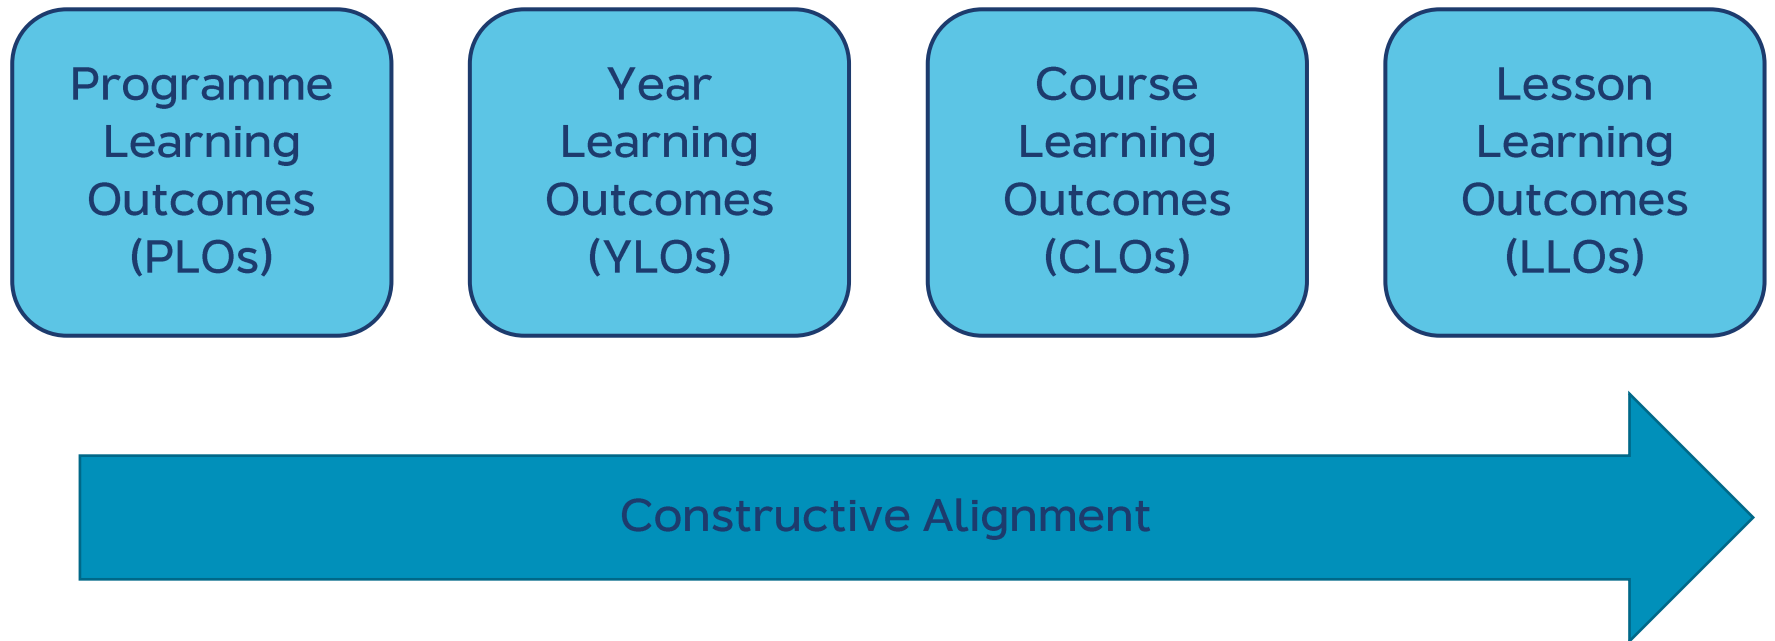 Programme
Learning
Outcomes
(PLOs)
Year
Learning
Outcomes
(YLOs)
Course
Learning
Outcomes
(CLOs)
Lesson
Learning
Outcomes
(LLOs)
Constructive Alignment